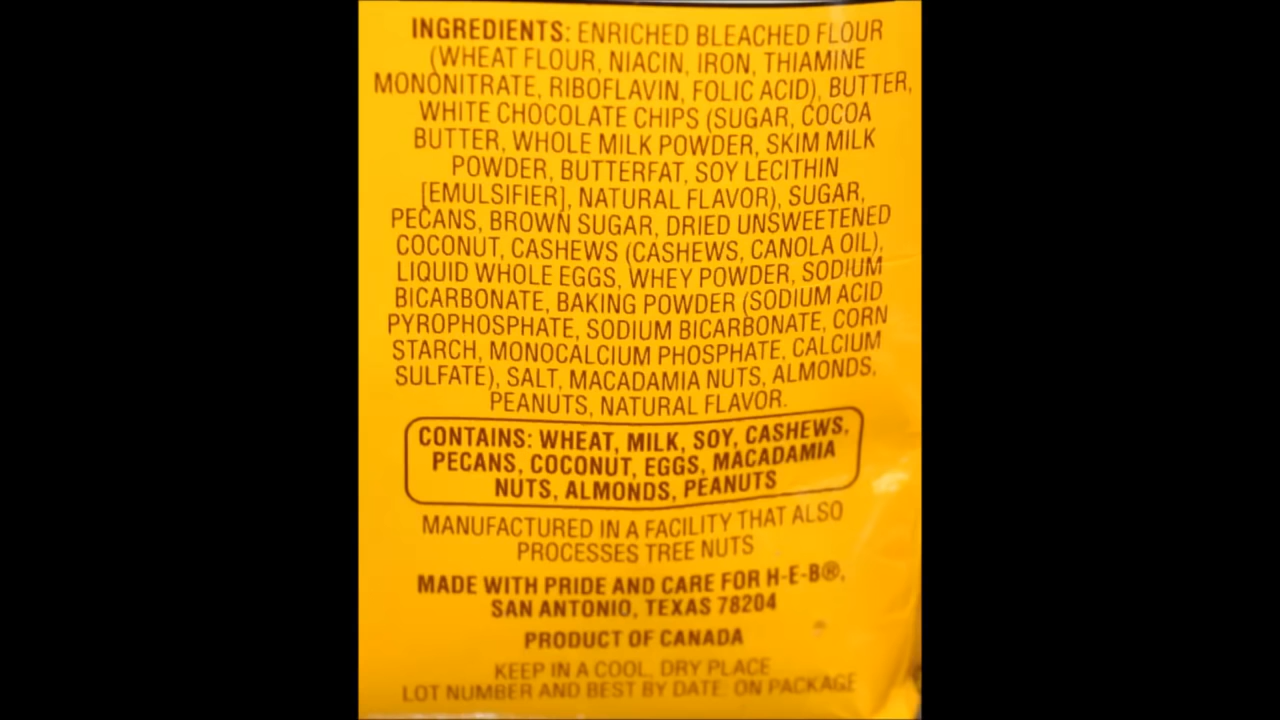 INGREDIENTS: ENRICHED BLEACHED FLOUR
(WHEAT FLOUR, NIACIN, IRON, THIAMINE
MONONITRATE, RIBOFLAVIN, FOLIC ACID), BUTTER,
WHITE CHOCOLATE CHIPS (SUGAR, COCOA
BUTTER, WHOLE MILK POWDER, SKIM MILK
POWDER, BUTTERFAT, SOY LECITHIN
[EMULSIFIER], NATURAL FLAVOR), SUGAR,
PECANS, BROWN SUGAR, DRIED UNSWEETENED
COCONUT, CASHEWS (CASHEWS, CANOLA OIL),
LIQUID WHOLE EGGS, WHEY POWDER, SODIUM
BICARBONATE, BAKING POWDER (SODIUM ACID
PYROPHOSPHATE, SODIUM BICARBONATE, CORN
STARCH, MONOCALCIUM PHOSPHATE, CALCIUM
SULFATE), SALT, MACADAMIA NUTS, ALMONDS,
PEANUTS, NATURAL FLAVOR.
CONTAINS: WHEAT, MILK, SOY, CASHEWS,
PECANS, COCONUT, EGGS, MACADAMIA
NUTS, ALMONDS, PEANUTS
MANUFACTURED IN A FACILITY THAT ALSO
PROCESSES TREE NUTS
MADE WITH PRIDE AND CARE FOR H-E-B®,
SAN ANTONIO, TEXAS 78204
PRODUCT OF CANADA
KEEP IN A COOL, DRY PLACE
LOT NUMBER AND BEST BY DATE ON PACKAGE